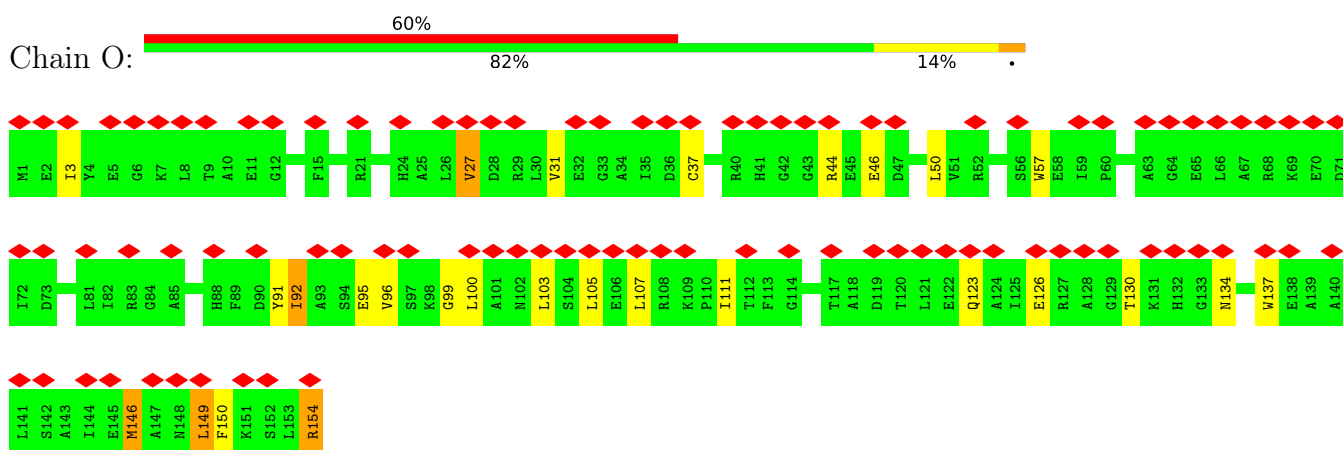 60%
Chain O:
82% 14% •
M1 E2 I3 Y4 E5 G6 K7 L8 T9 A10 E11 G12 F15 R21 H24 A25 L26 V27 D28 R29 L30 V31 E32 G33 A34 I35 D36 C37 R40 H41 G42 G43 R44 E45 E46 D47 L50 V51 R52 S56 W57 E58 I59 P60 A63 G64 E65 L66 A67 R68 K69 E70 D71
I72 D73 L81 I82 R83 G84 A85 H88 F89 D90 Y91 I92 A93 S94 E95 V96 S97 K98 G99 L100 A101 N102 L103 S104 L105 E106 L107 R108 K109 P110 I111 T112 F113 G114 T117 A118 D119 T120 L121 E122 Q123 A124 I125 E126 R127 A128 G129 T130 K131 H132 G133 N134 W137 E138 A139 A140
L141 S142 A143 I144 E145 M146 A147 N148 L149 F150 K151 S152 L153 R154